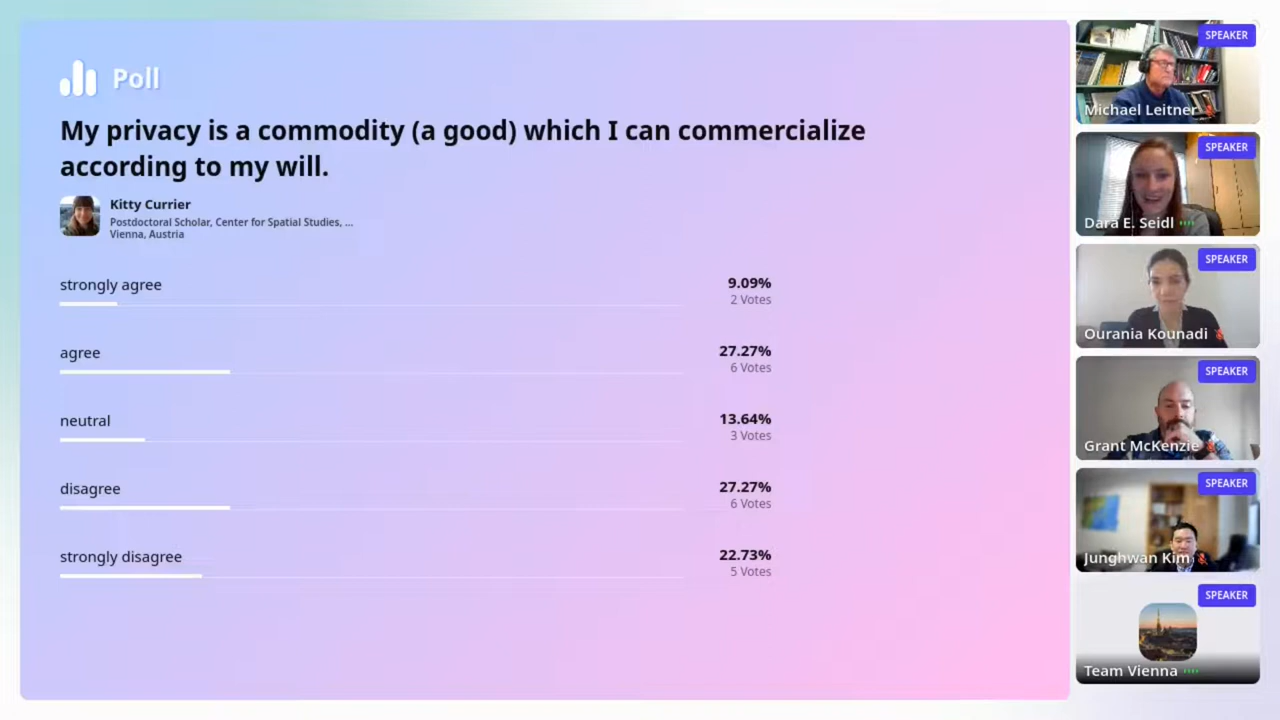 Poll
My privacy is a commodity (a good) which I can commercialize
according to my will.
Kitty Currier
Postdoctoral Scholar, Center for Spatial Studies, ...
Vienna, Austria
strongly agree
9.09%
2 Votes
agree
27.27%
6 Votes
neutral
13.64%
3 Votes
disagree
27.27%
6 Votes
strongly disagree
22.73%
5 Votes
SPEAKER
Michael Leitner
SPEAKER
Dara E. Seidl
SPEAKER
Ourania Kounadi
SPEAKER
Grant McKenzie
SPEAKER
Junghwan Kim
SPEAKER
Team Vienna